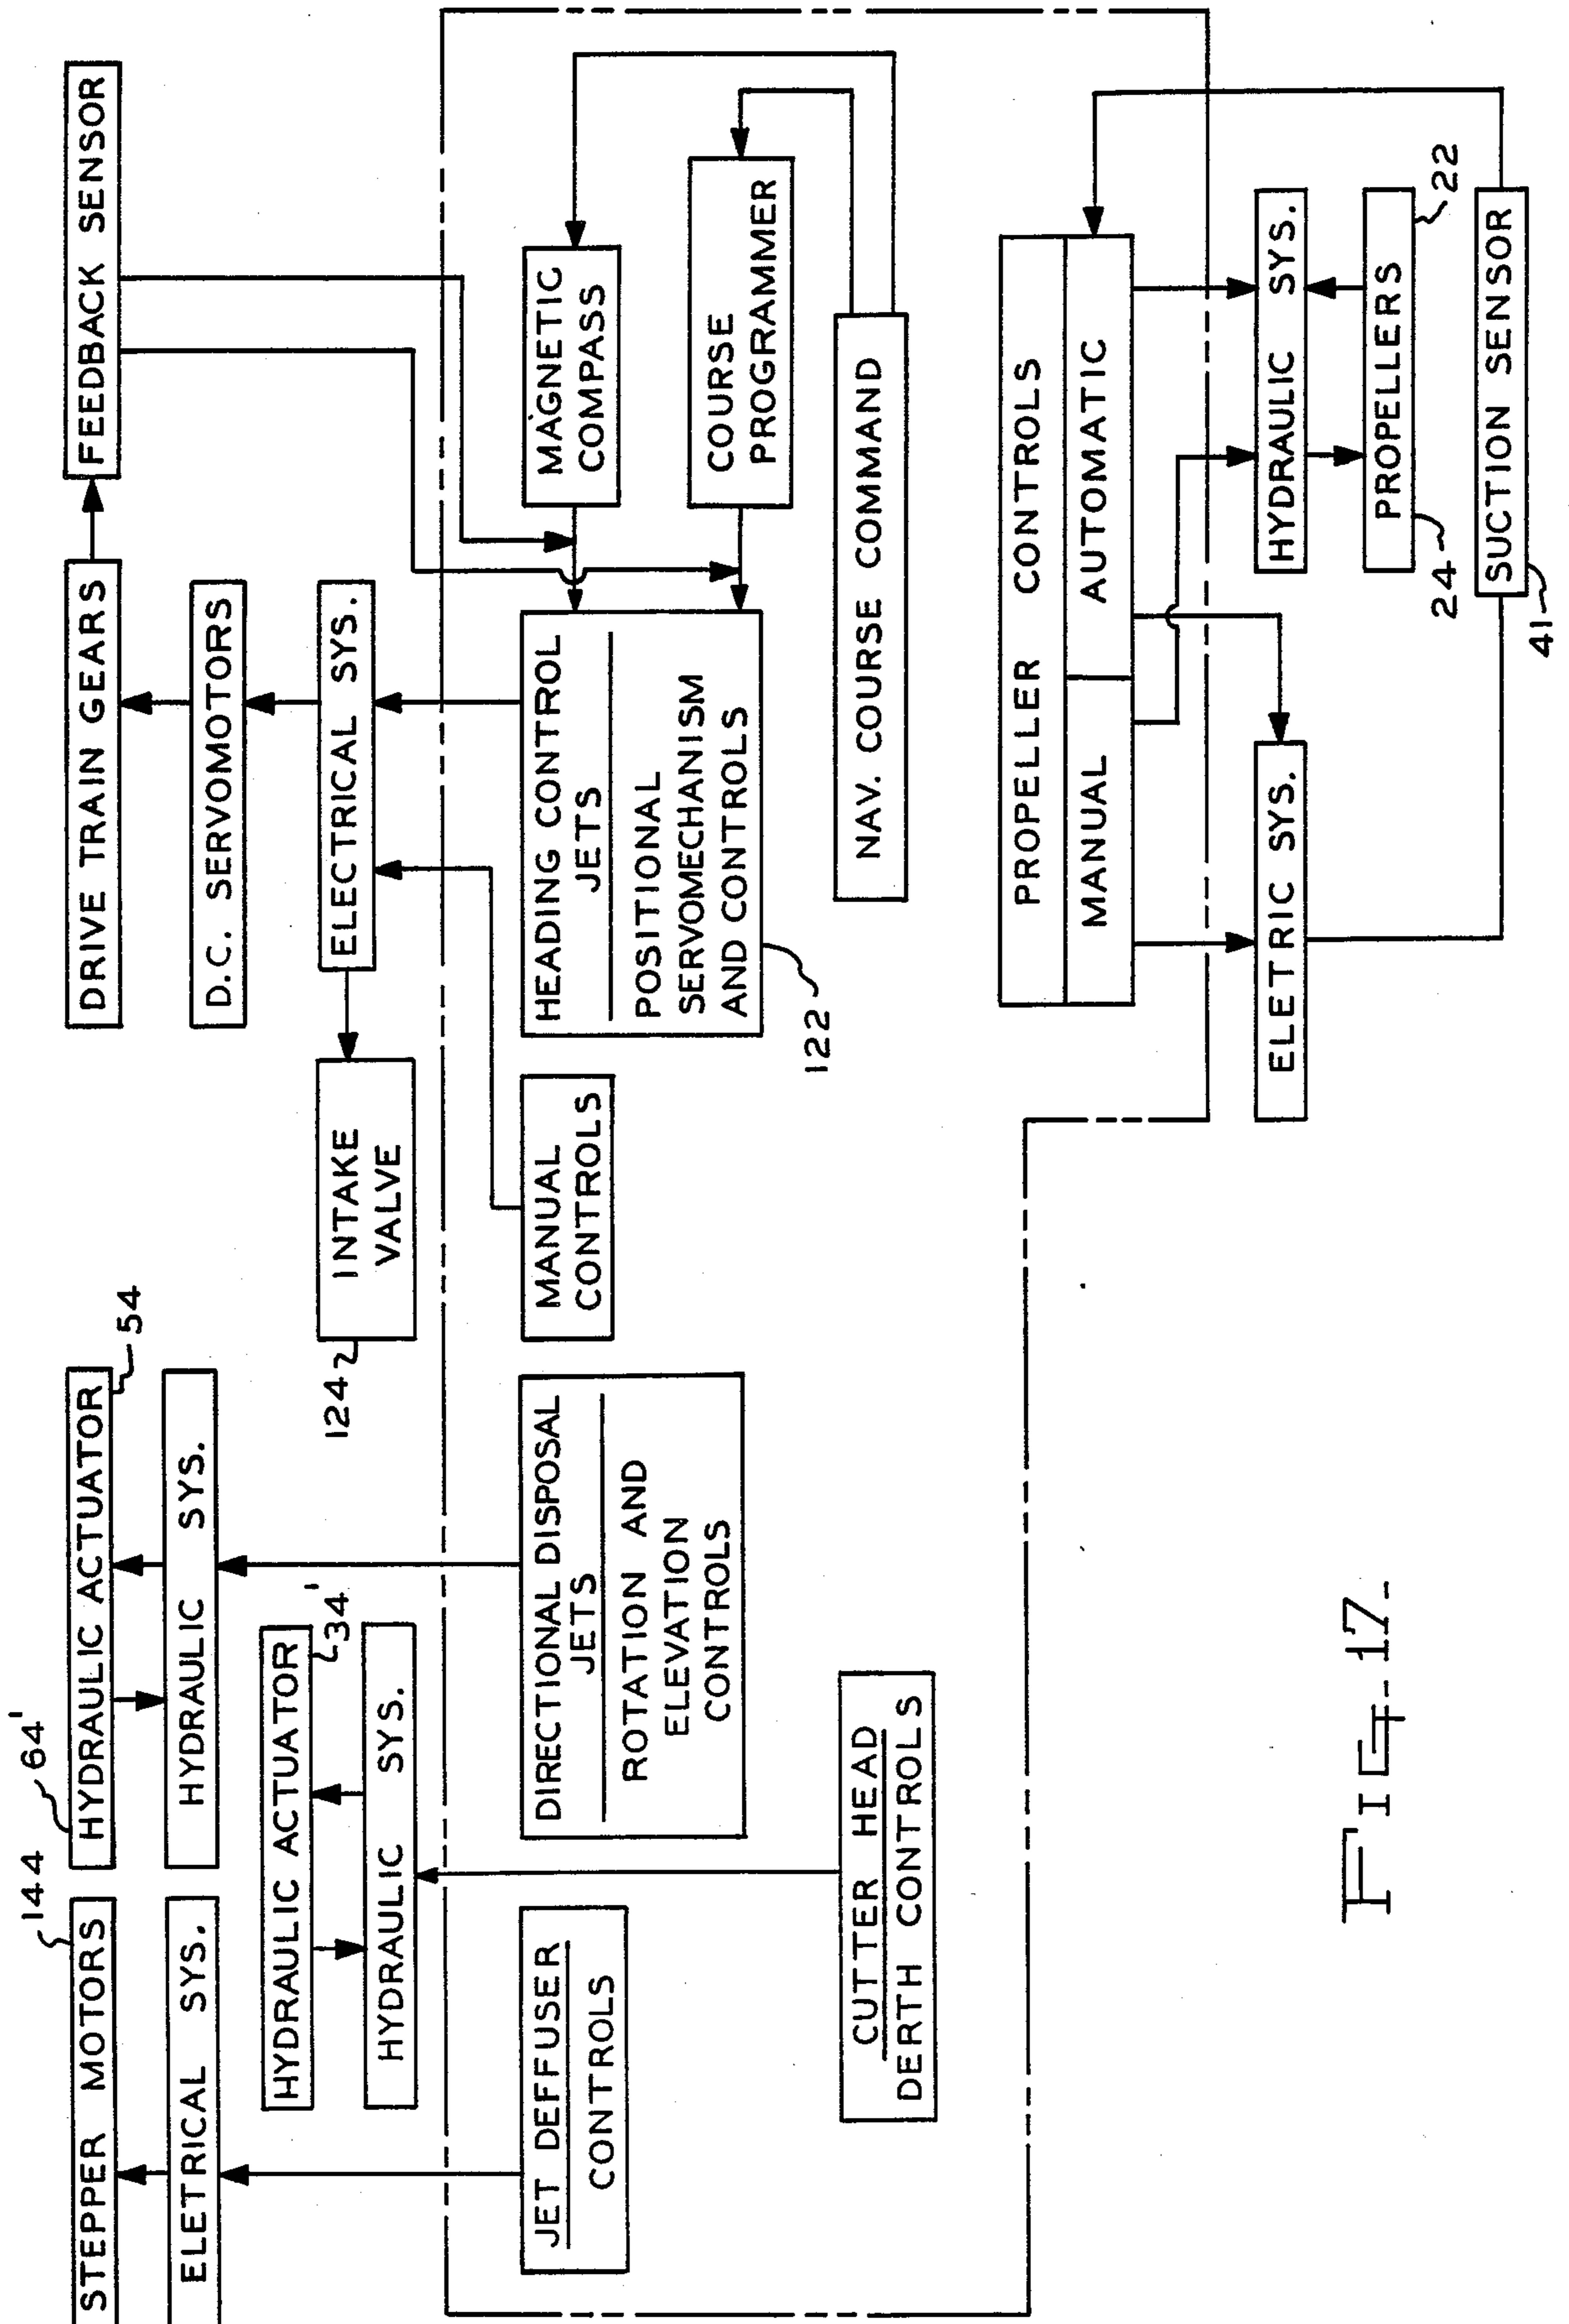 STEPPER MOTORS
144
ELETRICAL SYS.
64'
HYDRAULIC ACTUATOR
54
HYDRAULIC SYS.
HYDRAULIC ACTUATOR
34'
HYDRAULIC SYS.
JET DEFFUSER
CONTROLS
DIRECTIONAL DISPOSAL
JETS
ROTATION AND
ELEVATION
CONTROLS
CUTTER HEAD
DERTH CONTROLS
DRIVE TRAIN GEARS
FEEDBACK SENSOR
D.C. SERVOMOTORS
ELECTRICAL SYS.
INTAKE
VALVE
124
MANUAL
CONTROLS
HEADING CONTROL
JETS
POSITIONAL
SERVOMECHANISM
AND CONTROLS
122
MAGNETIC
COMPASS
COURSE
PROGRAMMER
NAV. COURSE COMMAND
PROPELLER CONTROLS
MANUAL
AUTOMATIC
ELETRIC SYS.
HYDRAULIC SYS.
PROPELLERS
24
22
SUCTION SENSOR
41
FIG. 17.